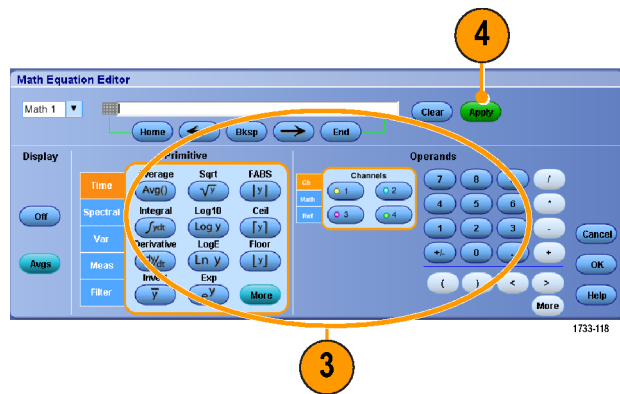 4
Math Equation Editor
Math 1
Clear
Apply
Home
Bksp
End
Display
Off
Avgs
Primitive
Time
Spectral
Var
Meas
Filter
Average Sqrt FABS
Avg() √y |y|
Integral Log10 Ceil
∫ydt Log y ⌈y⌉
Derivative LogE Floor
dy/dt Ln y ⌊y⌋
Exp
y e^y More
Operands
Ch
Math
Ref
Channels
1 2
3 4
7 8 /
4 5 6 *
1 2 3 -
+/- 0 . +
( ) < >
More
Cancel
OK
Help
1733-118
3